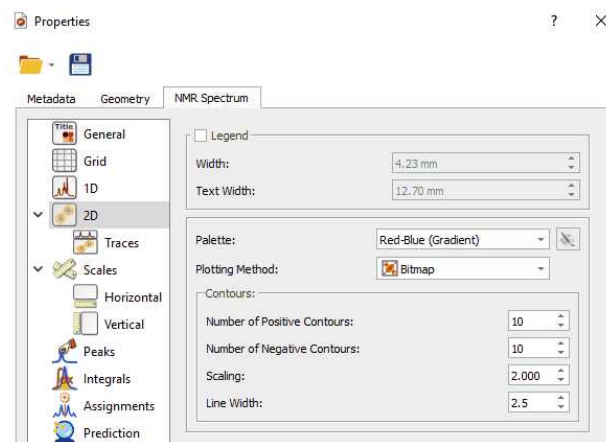 Properties
?
Metadata Geometry NMR Spectrum
Title
General
Grid
1D
2D
Traces
Scales
Horizontal
Vertical
Peaks
Integrals
Assignments
Prediction
Legend
Width: 4.23 mm
Text Width: 12.70 mm
Palette: Red-Blue (Gradient)
Plotting Method: Bitmap
Contours:
Number of Positive Contours: 10
Number of Negative Contours: 10
Scaling: 2.000
Line Width: 2.5